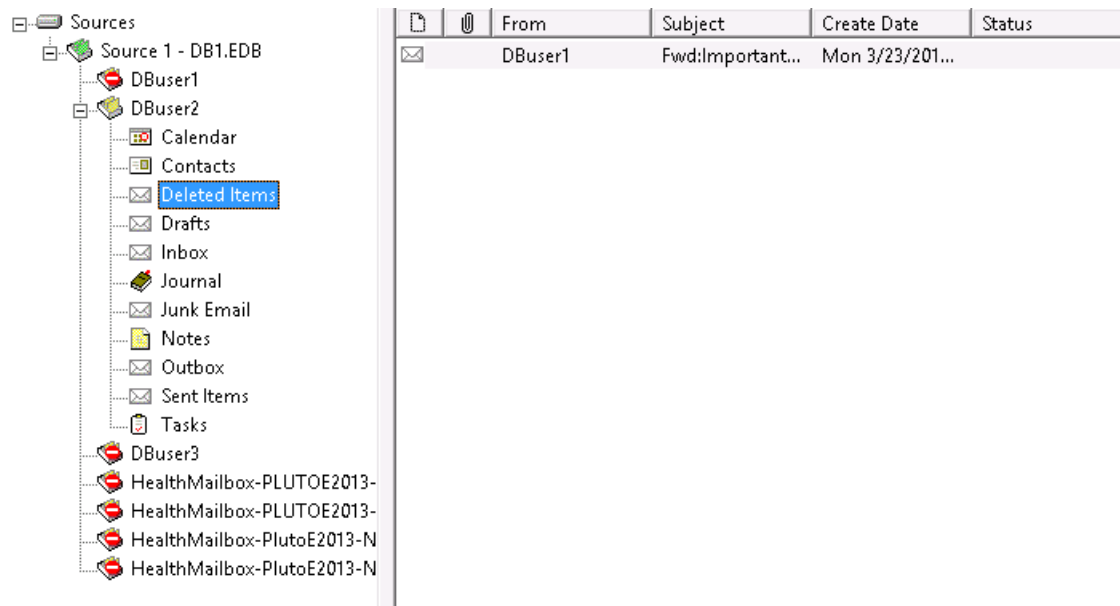 Sources
Source 1 - DB1.EDB
DBuser1
DBuser2
Calendar
Contacts
Deleted Items
Drafts
Inbox
Journal
Junk Email
Notes
Outbox
Sent Items
Tasks
DBuser3
HealthMailbox-PLUTOE2013-
HealthMailbox-PLUTOE2013-
HealthMailbox-PlutoE2013-N
HealthMailbox-PlutoE2013-N
From Subject Create Date Status
DBuser1 Fwd:Important... Mon 3/23/201...